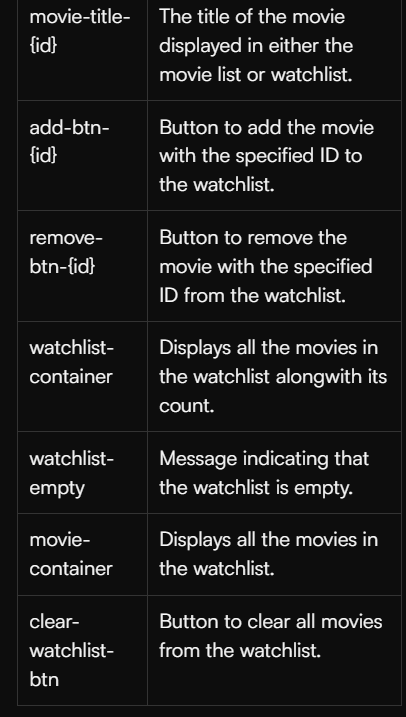 movie-title-
{id}
The title of the movie
displayed in either the
movie list or watchlist.
add-btn-
{id}
Button to add the movie
with the specified ID to
the watchlist.
remove-
btn-{id}
Button to remove the
movie with the specified
ID from the watchlist.
watchlist-
container
Displays all the movies in
the watchlist alongwith its
count.
watchlist-
empty
Message indicating that
the watchlist is empty.
movie-
container
Displays all the movies in
the watchlist.
clear-
watchlist-
btn
Button to clear all movies
from the watchlist.